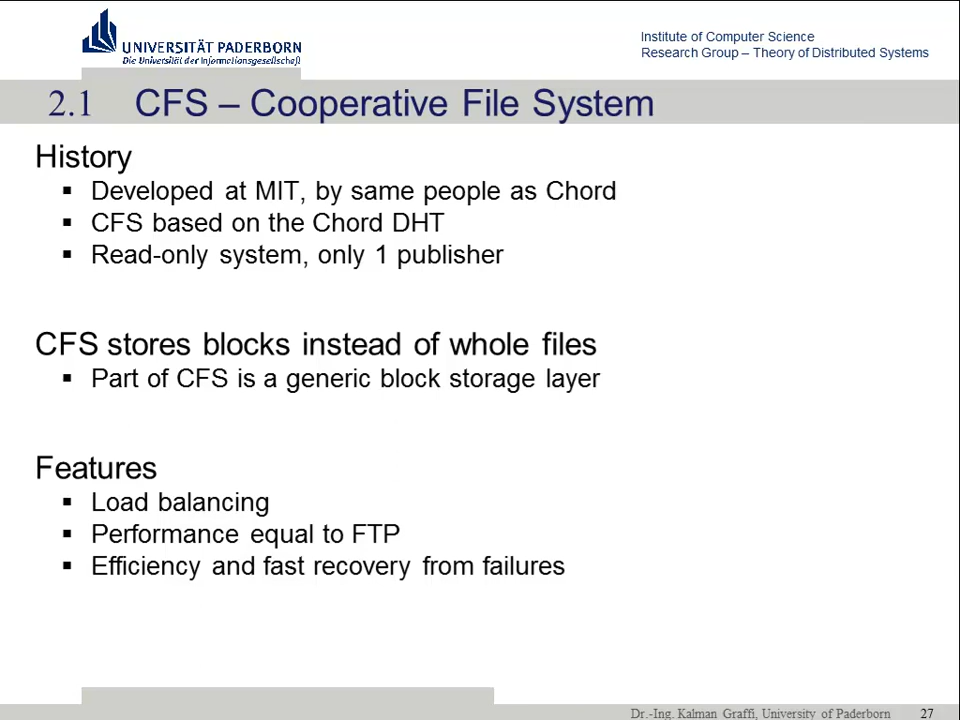 UNIVERSITÄT PADERBORN
Die Universität der Informationsgesellschaft
Institute of Computer Science
Research Group – Theory of Distributed Systems
2.1 CFS – Cooperative File System
History
▪ Developed at MIT, by same people as Chord
▪ CFS based on the Chord DHT
▪ Read-only system, only 1 publisher
CFS stores blocks instead of whole files
▪ Part of CFS is a generic block storage layer
Features
▪ Load balancing
▪ Performance equal to FTP
▪ Efficiency and fast recovery from failures
Dr.-Ing. Kalman Graffi, University of Paderborn 27